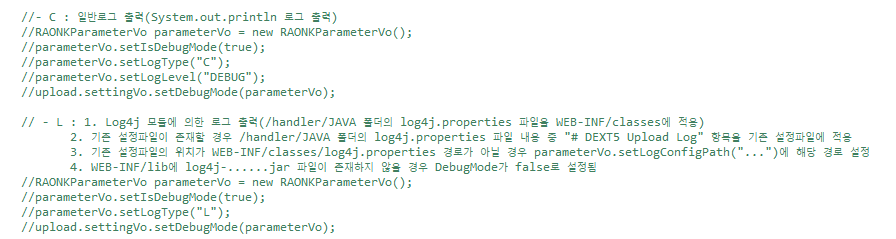 //- C : 일반로그 출력(System.out.println 로그 출력)
//RAONKParameterVo parameterVo = new RAONKParameterVo();
//parameterVo.setIsDebugMode(true);
//parameterVo.setLogType("C");
//parameterVo.setLogLevel("DEBUG");
//upload.settingVo.setDebugMode(parameterVo);

// - L : 1. Log4j 모듈에 의한 로그 출력(/handler/JAVA 폴더의 log4j.properties 파일을 WEB-INF/classes에 적용)
2. 기존 설정파일이 존재할 경우 /handler/JAVA 폴더의 log4j.properties 파일 내용 중 "# DEXT5 Upload Log" 항목을 기존 설정파일에 적용
3. 기존 설정파일의 위치가 WEB-INF/classes/log4j.properties 경로가 아닐 경우 parameterVo.setLogConfigPath("...")에 해당 경로 설정
4. WEB-INF/lib에 log4j-......jar 파일이 존재하지 않을 경우 DebugMode가 false로 설정됨
//RAONKParameterVo parameterVo = new RAONKParameterVo();
//parameterVo.setIsDebugMode(true);
//parameterVo.setLogType("L");
//upload.settingVo.setDebugMode(parameterVo);